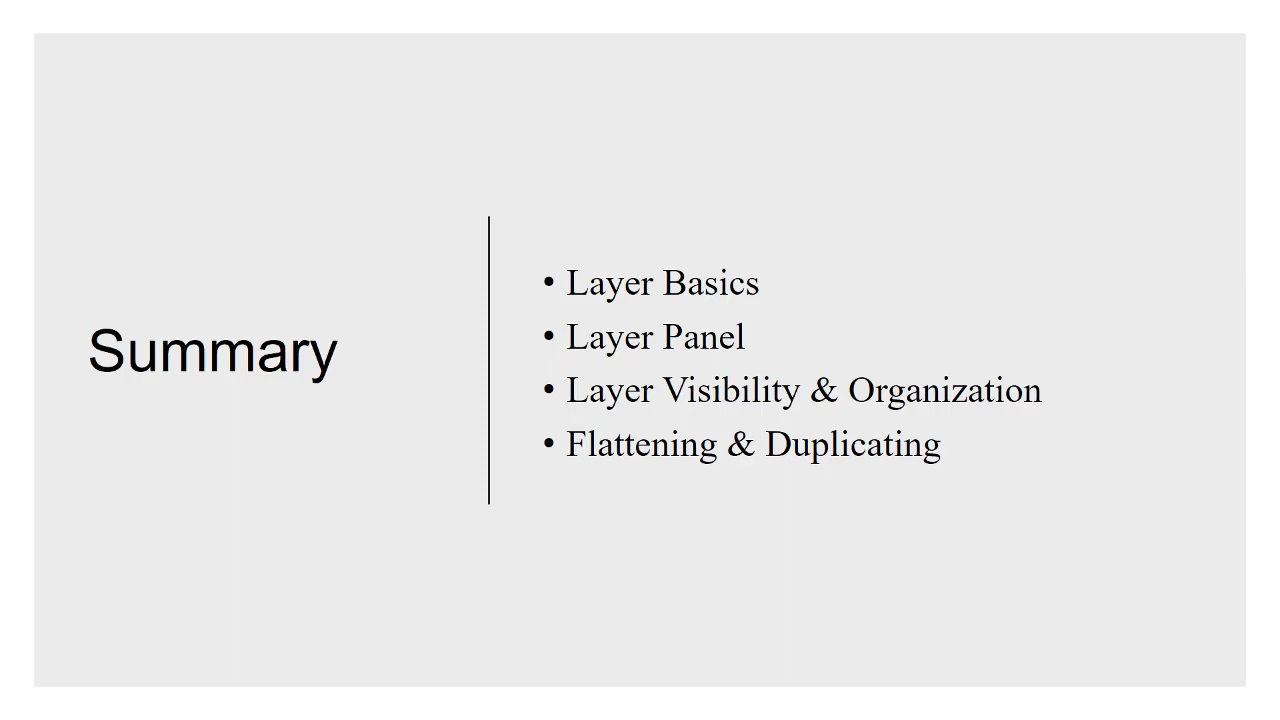 Summary
• Layer Basics
• Layer Panel
• Layer Visibility & Organization
• Flattening & Duplicating